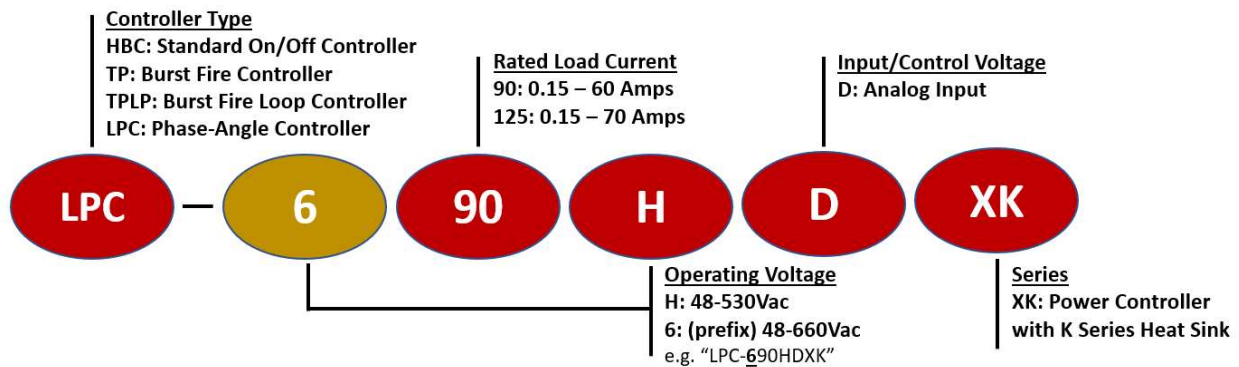 Controller Type
HBC: Standard On/Off Controller
TP: Burst Fire Controller
TPLP: Burst Fire Loop Controller
LPC: Phase-Angle Controller
Rated Load Current
90: 0.15 – 60 Amps
125: 0.15 – 70 Amps
Input/Control Voltage
D: Analog Input
LPC – 6 90 H D XK
Operating Voltage
H: 48-530Vac
6: (prefix) 48-660Vac
e.g. “LPC-690HDXK”
Series
XK: Power Controller
with K Series Heat Sink